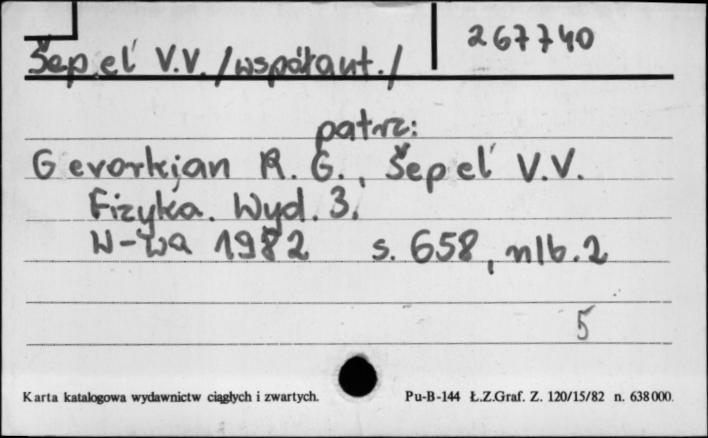 267740
Šepel' V.V. /współaut./
patrz:
Gevorkjan R. G., Šepel' V.V.
Fizyka. Wyd. 3.
W-wa 1982 s. 658, nlb. 2
5
Karta katalogowa wydawnictw ciągłych i zwartych. Pu-B-144 Ł.Z.Graf. Z. 120/15/82 n. 638000.